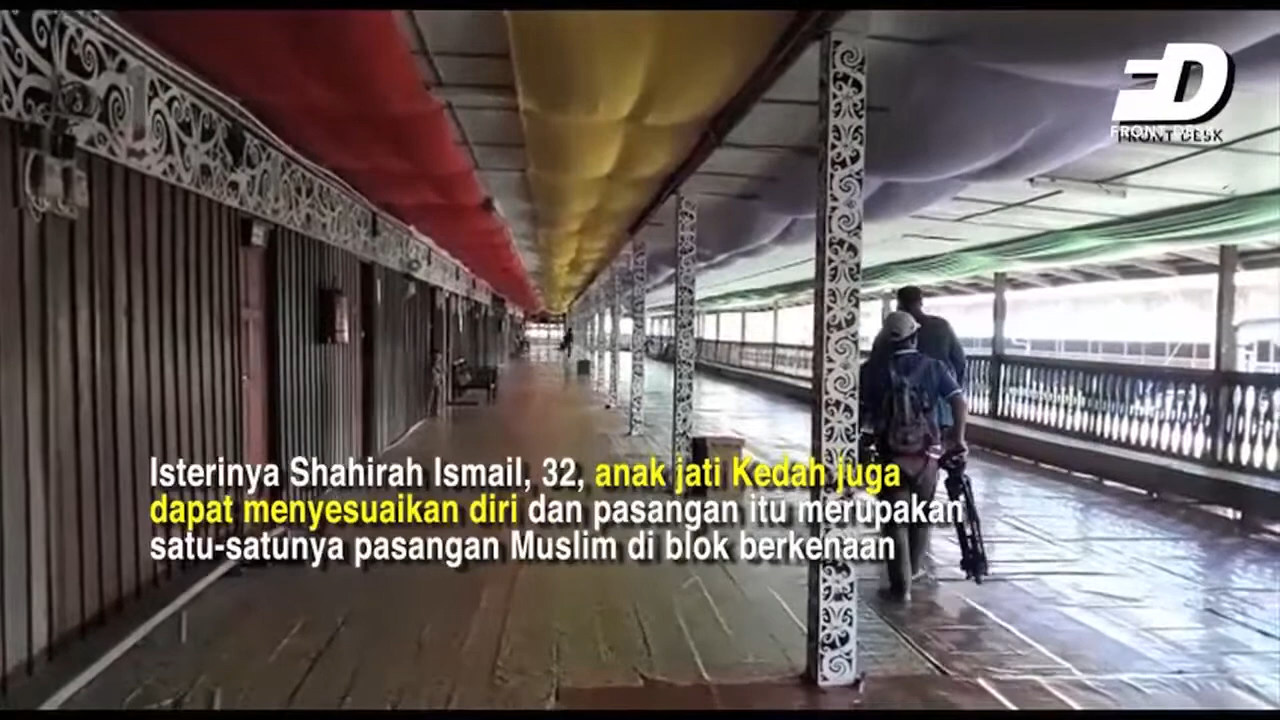 FD
FRONT DESK
Isterinya Shahirah Ismail, 32, anak jati Kedah juga
dapat menyesuaikan diri dan pasangan itu merupakan
satu-satunya pasangan Muslim di blok berkenaan